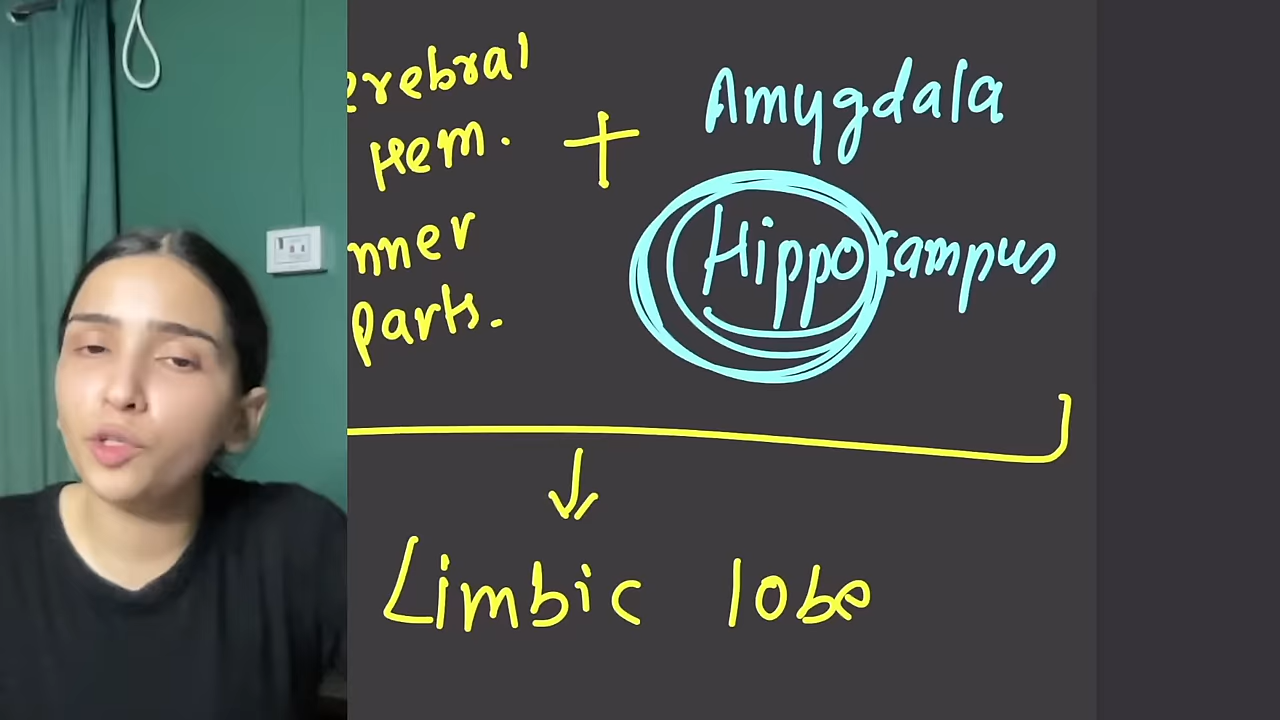 erebral
Hem.
+
Amygdala
Hippocampus
nner
parts.
Limbic lobe